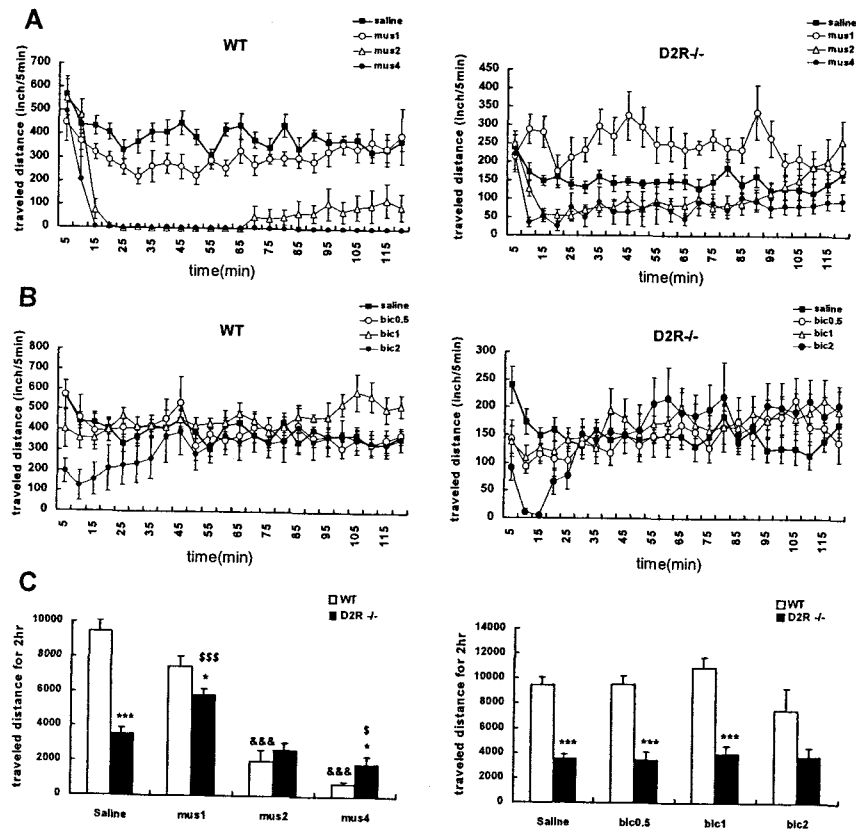 A
WT
saline
mus1
mus2
mus4
traveled distance (inch/5min)
700
600
500
400
300
200
100
0
5
15
25
35
45
55
65
75
85
95
105
115
time(min)
D2R-/-
saline
mus1
mus2
mus4
traveled distance (inch/5min)
450
400
350
300
250
200
150
100
50
0
5
15
25
35
45
55
65
75
85
95
105
115
time(min)
B
WT
saline
bic0.5
bic1
bic2
traveled distance (inch/5min)
800
700
600
500
400
300
200
100
0
5
15
25
35
45
55
65
75
85
95
105
115
time(min)
D2R-/-
saline
bic0.5
bic1
bic2
traveled distance (inch/5min)
300
250
200
150
100
50
0
5
15
25
35
45
55
65
75
85
95
105
115
time(min)
C
WT
D2R -/-
traveled distance for 2hr
10000
8000
6000
4000
2000
0
***
$$$
*
&&&
&&&
$
*
Saline
mus1
mus2
mus4
WT
D2R -/-
traveled distance for 2hr
14000
12000
10000
8000
6000
4000
2000
0
***
***
***
Saline
bic0.5
bic1
bic2